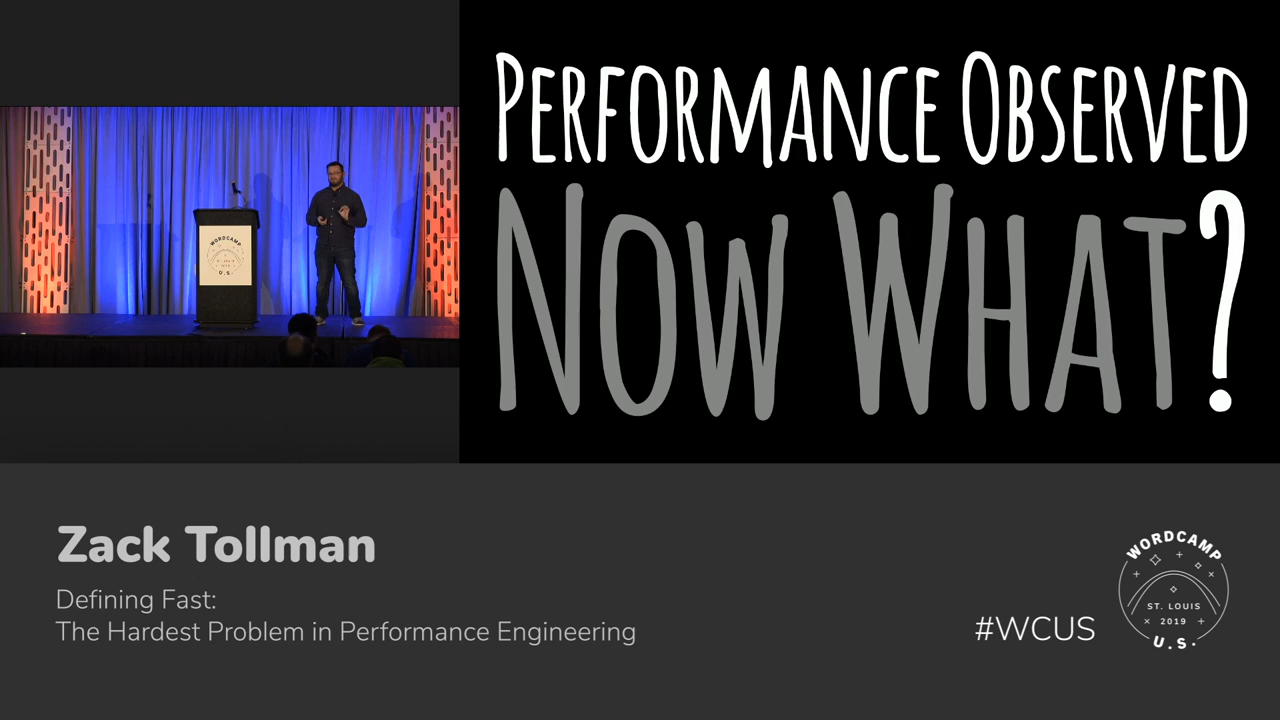 PERFORMANCE OBSERVED
NOW WHAT?
WORDCAMP
U.S.
Zack Tollman
Defining Fast:
The Hardest Problem in Performance Engineering
#WCUS
WORDCAMP
ST. LOUIS
2019
U.S.